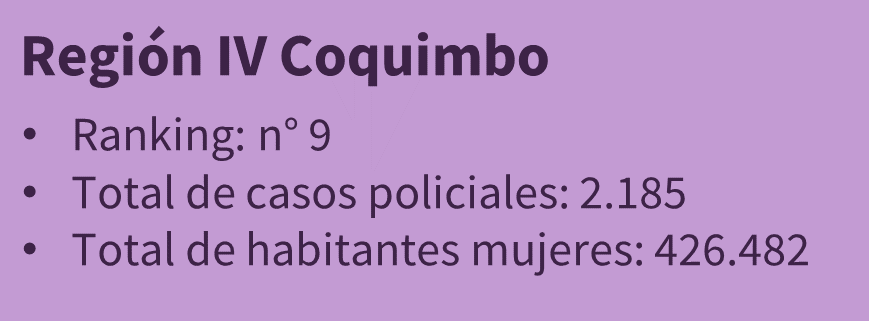 Región IV Coquimbo
• Ranking: n° 9
• Total de casos policiales: 2.185
• Total de habitantes mujeres: 426.482